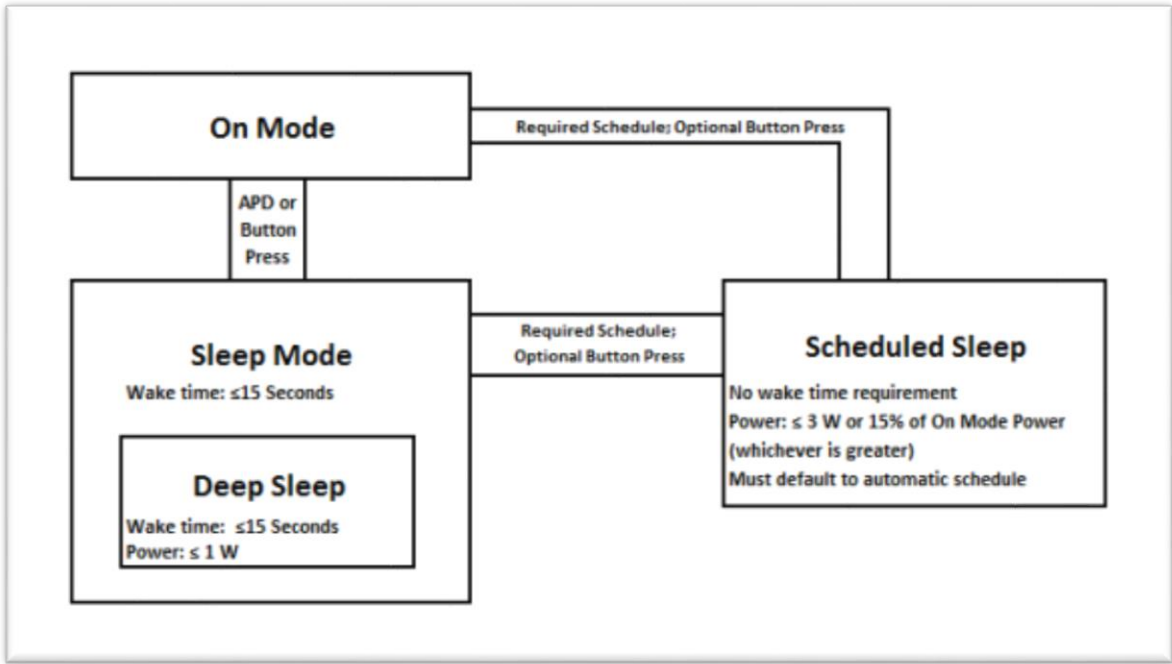 On Mode
Required Schedule; Optional Button Press
APD or
Button
Press
Sleep Mode
Wake time: ≤15 Seconds
Deep Sleep
Wake time:  ≤15 Seconds
Power: ≤ 1 W
Required Schedule;
Optional Button Press
Scheduled Sleep
No wake time requirement
Power: ≤ 3 W or 15% of On Mode Power
(whichever is greater)
Must default to automatic schedule